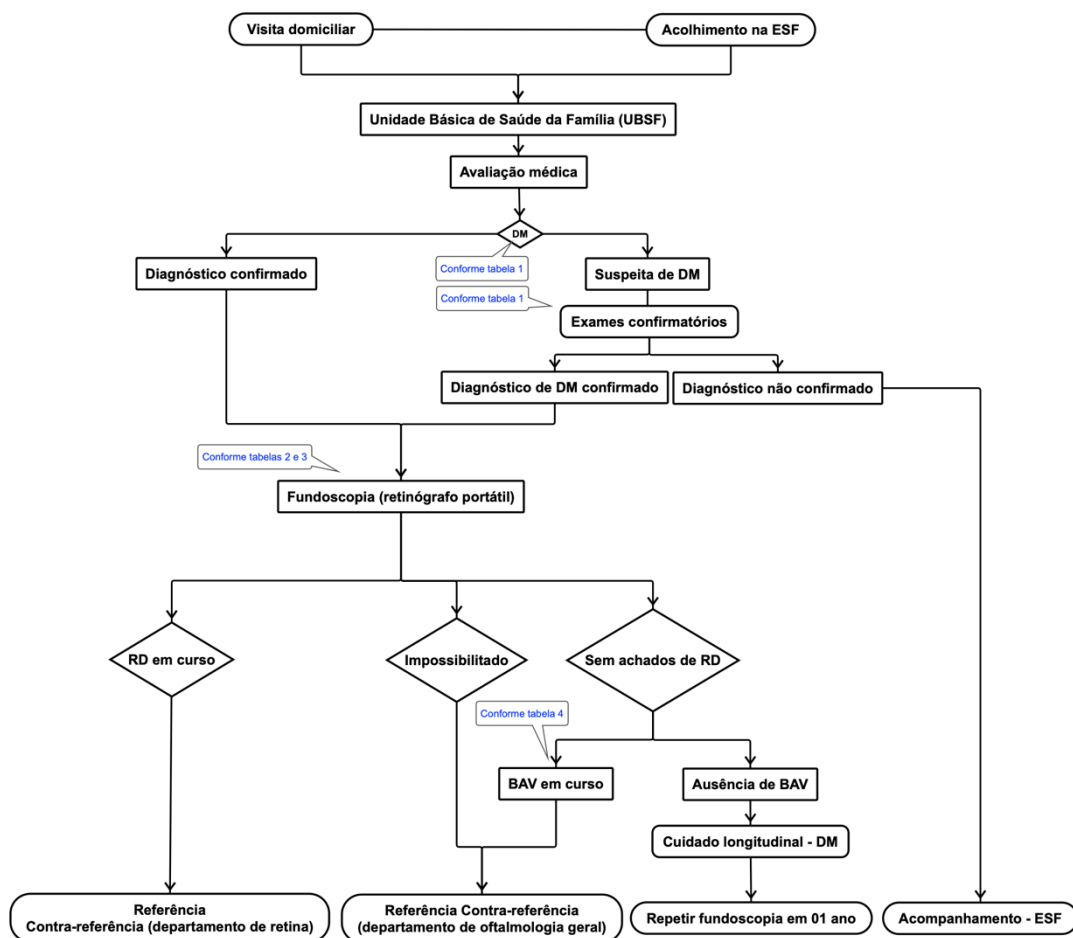 Visita domiciliar
Acolhimento na ESF
Unidade Básica de Saúde da Família (UBSF)
Avaliação médica
DM
Conforme tabela 1
Diagnóstico confirmado
Suspeita de DM
Conforme tabela 1
Exames confirmatórios
Diagnóstico de DM confirmado
Diagnóstico não confirmado
Conforme tabelas 2 e 3
Fundoscopia (retinógrafo portátil)
RD em curso
Impossibilitado
Sem achados de RD
Conforme tabela 4
BAV em curso
Ausência de BAV
Cuidado longitudinal - DM
Referência
Contra-referência (departamento de retina)
Referência Contra-referência
(departamento de oftalmologia geral)
Repetir fundoscopia em 01 ano
Acompanhamento - ESF